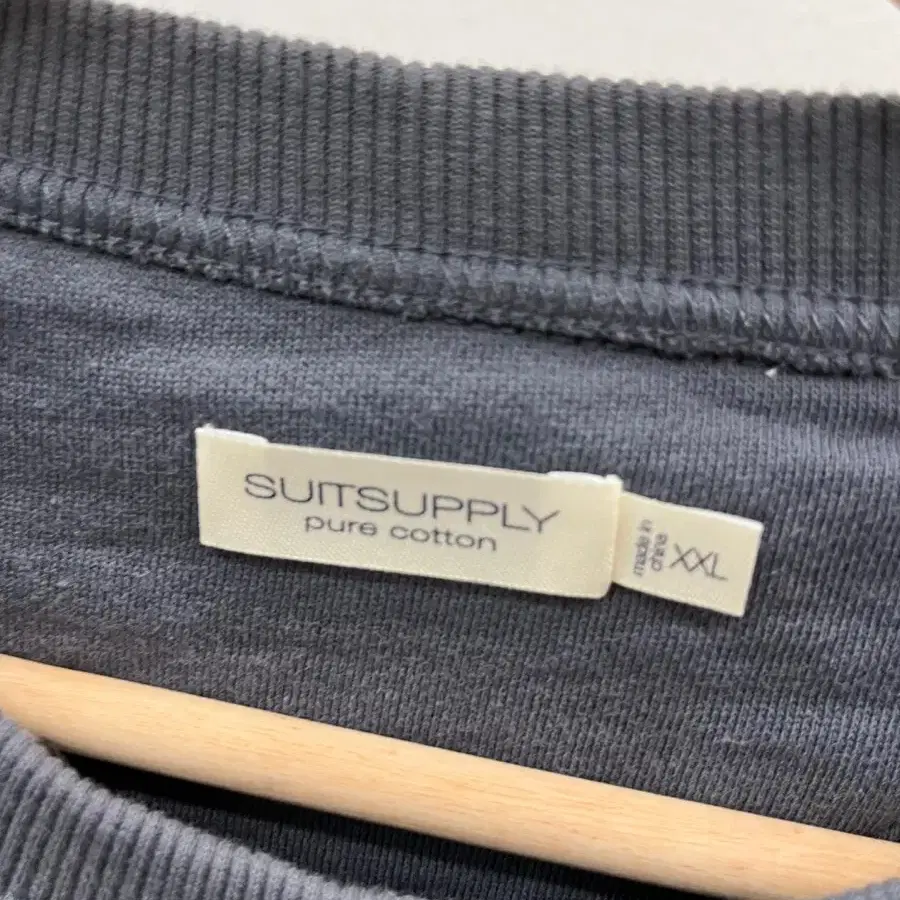 SUITSUPPLY
pure cotton
made in
china
XXL